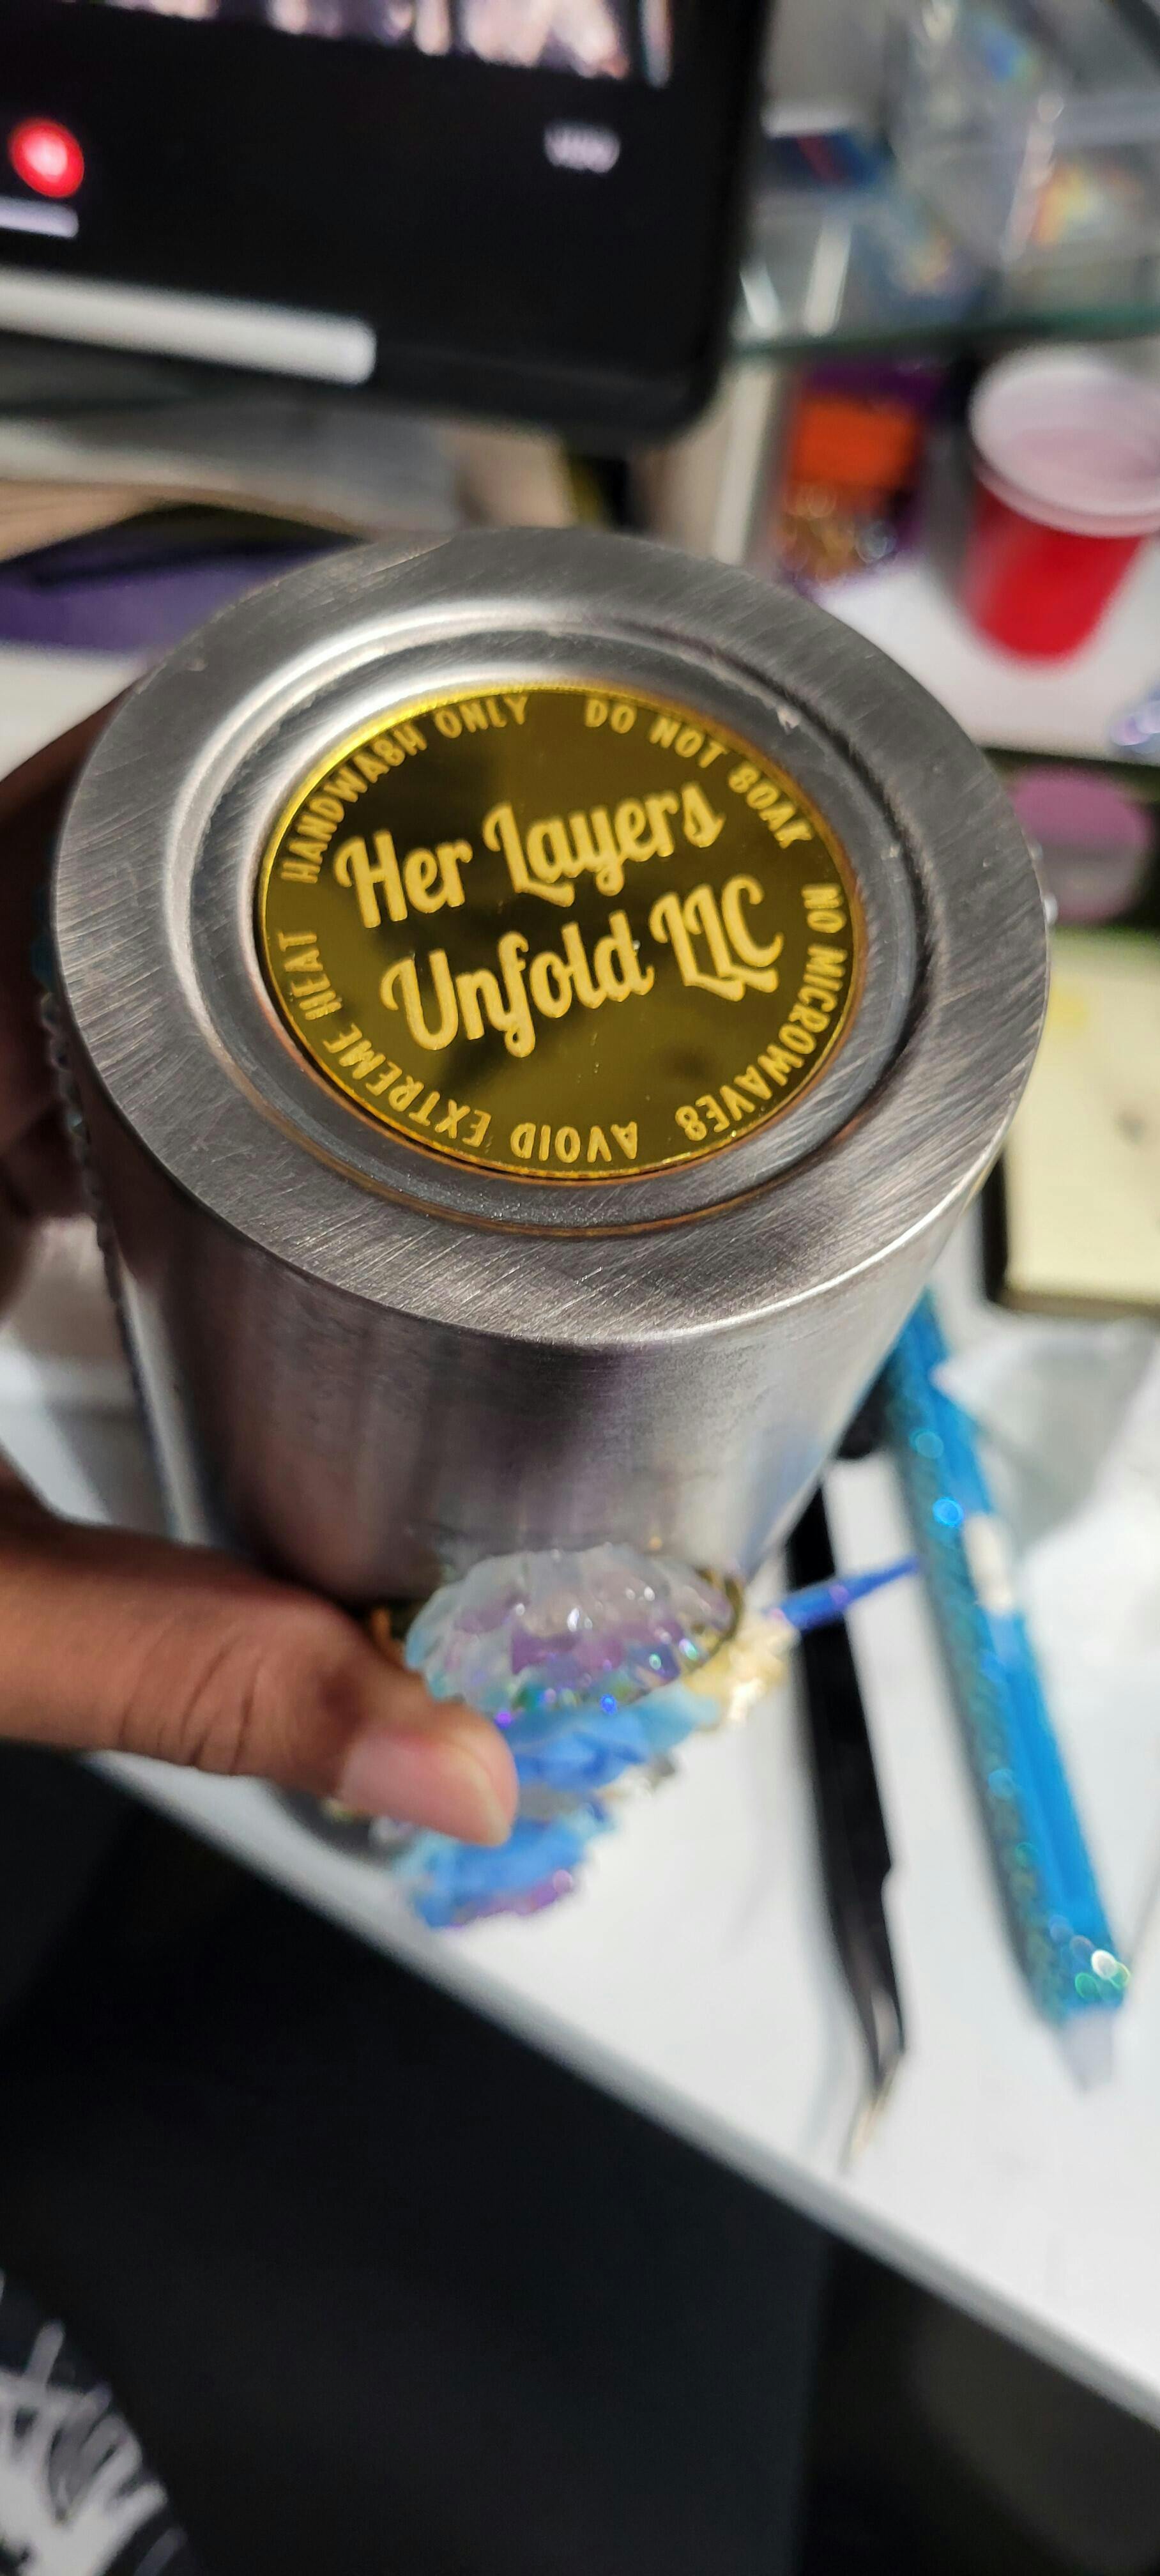 Her Layers
Unfold LLC
HANDWASH ONLY DO NOT SOAK NO MICROWAVES AVOID EXTREME HEAT